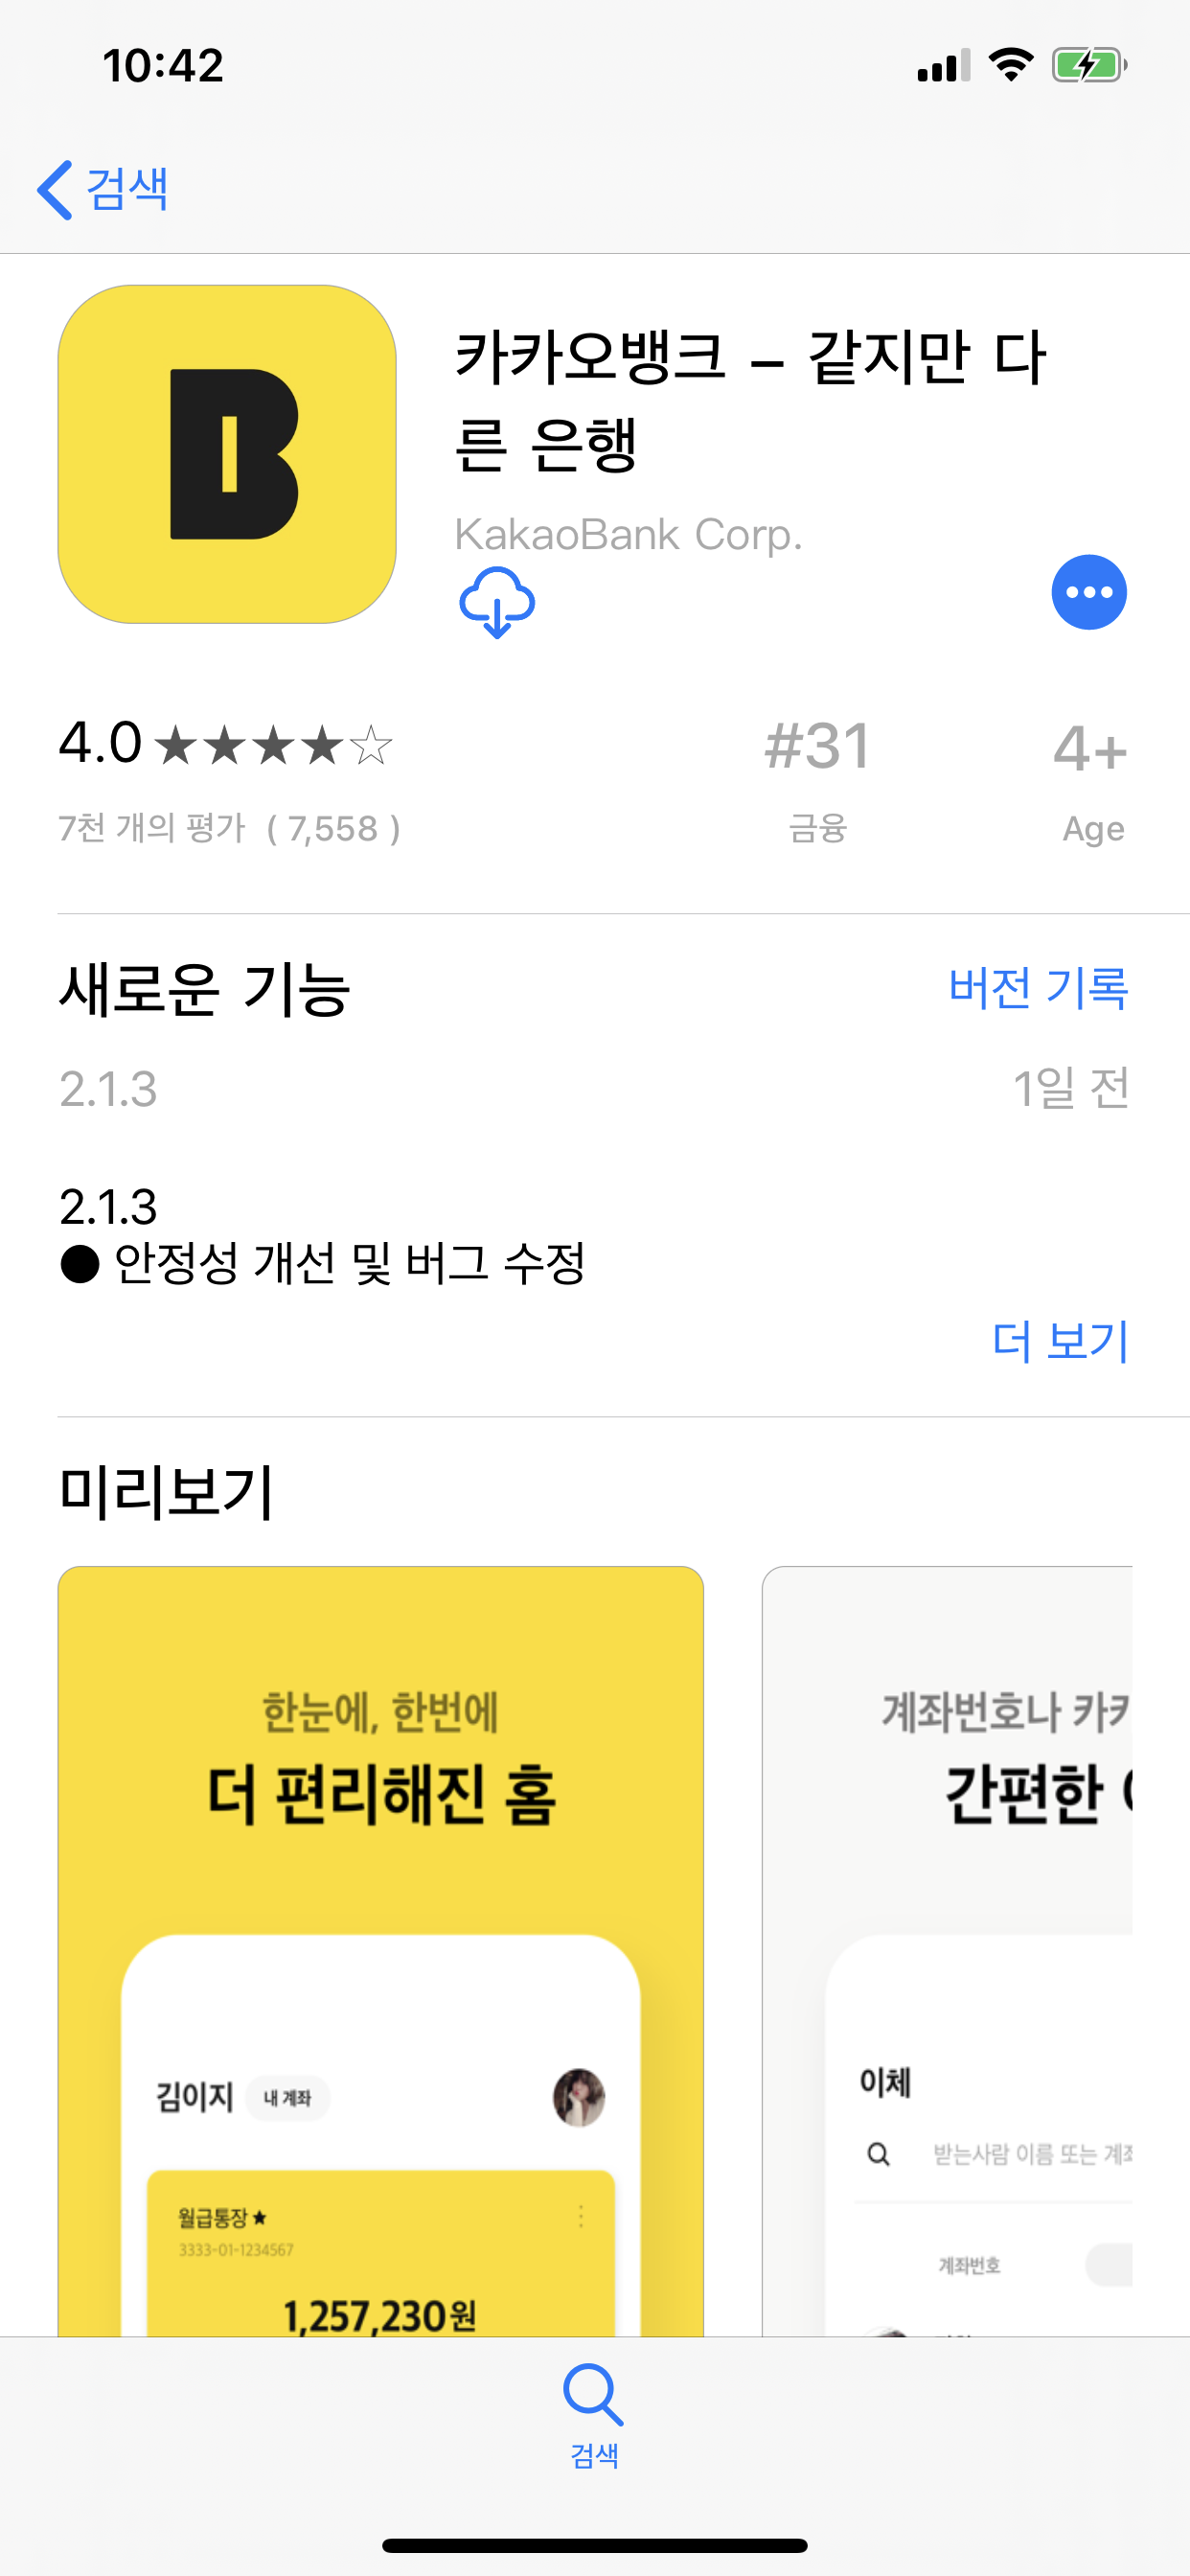 10:42
검색
B
카카오뱅크 – 같지만 다
른 은행
KakaoBank Corp.
4.0 ★★★★☆
#31
4+
7천 개의 평가 ( 7,558 )
금융
Age
새로운 기능
버전 기록
2.1.3
1일 전
2.1.3
● 안정성 개선 및 버그 수정
더 보기
미리보기
한눈에, 한번에
더 편리해진 홈
김이지
내 계좌
월급통장 ★
3333-01-1234567
1,257,230원
계좌번호나 카카
간편한
이체
받는사람 이름 또는 계좌
계좌번호
검색